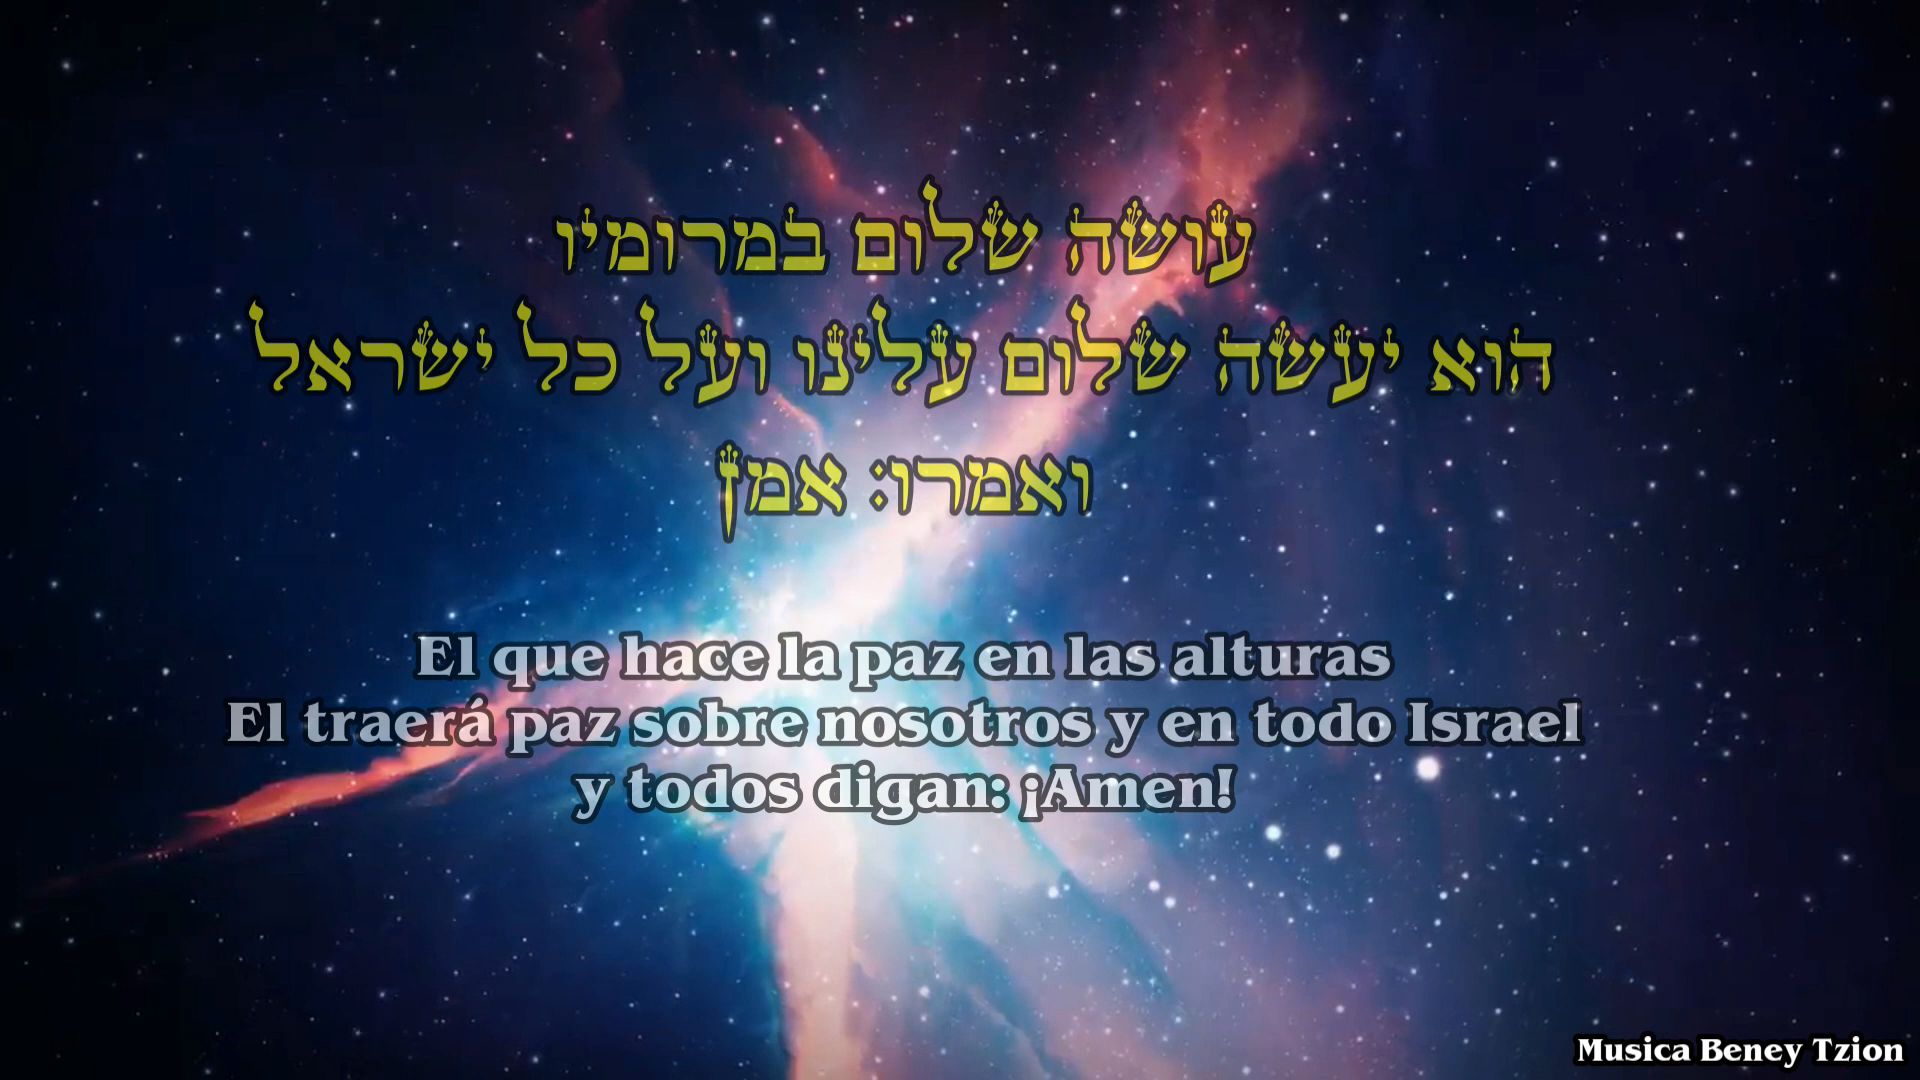 עושה שלום במרומיו
הוא יעשה שלום עלינו ועל כל ישראל
ואמרו: אמן
El que hace la paz en las alturas
El traerá paz sobre nosotros y en todo Israel
y todos digan: ¡Amen!
Musica Beney Tzion